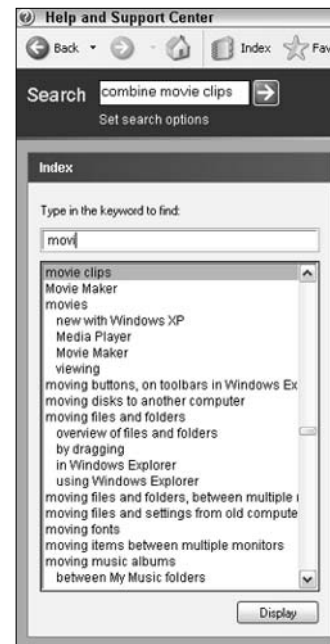 Help and Support Center
Back Index Fav
Search combine movie clips
Set search options
Index
Type in the keyword to find:
movi
movie clips
Movie Maker
movies
new with Windows XP
Media Player
Movie Maker
viewing
moving buttons, on toolbars in Windows Ex
moving disks to another computer
moving files and folders
overview of files and folders
by dragging
in Windows Explorer
using Windows Explorer
moving files and folders, between multiple
moving files and settings from old compute
moving fonts
moving items between multiple monitors
moving music albums
between My Music folders
Display